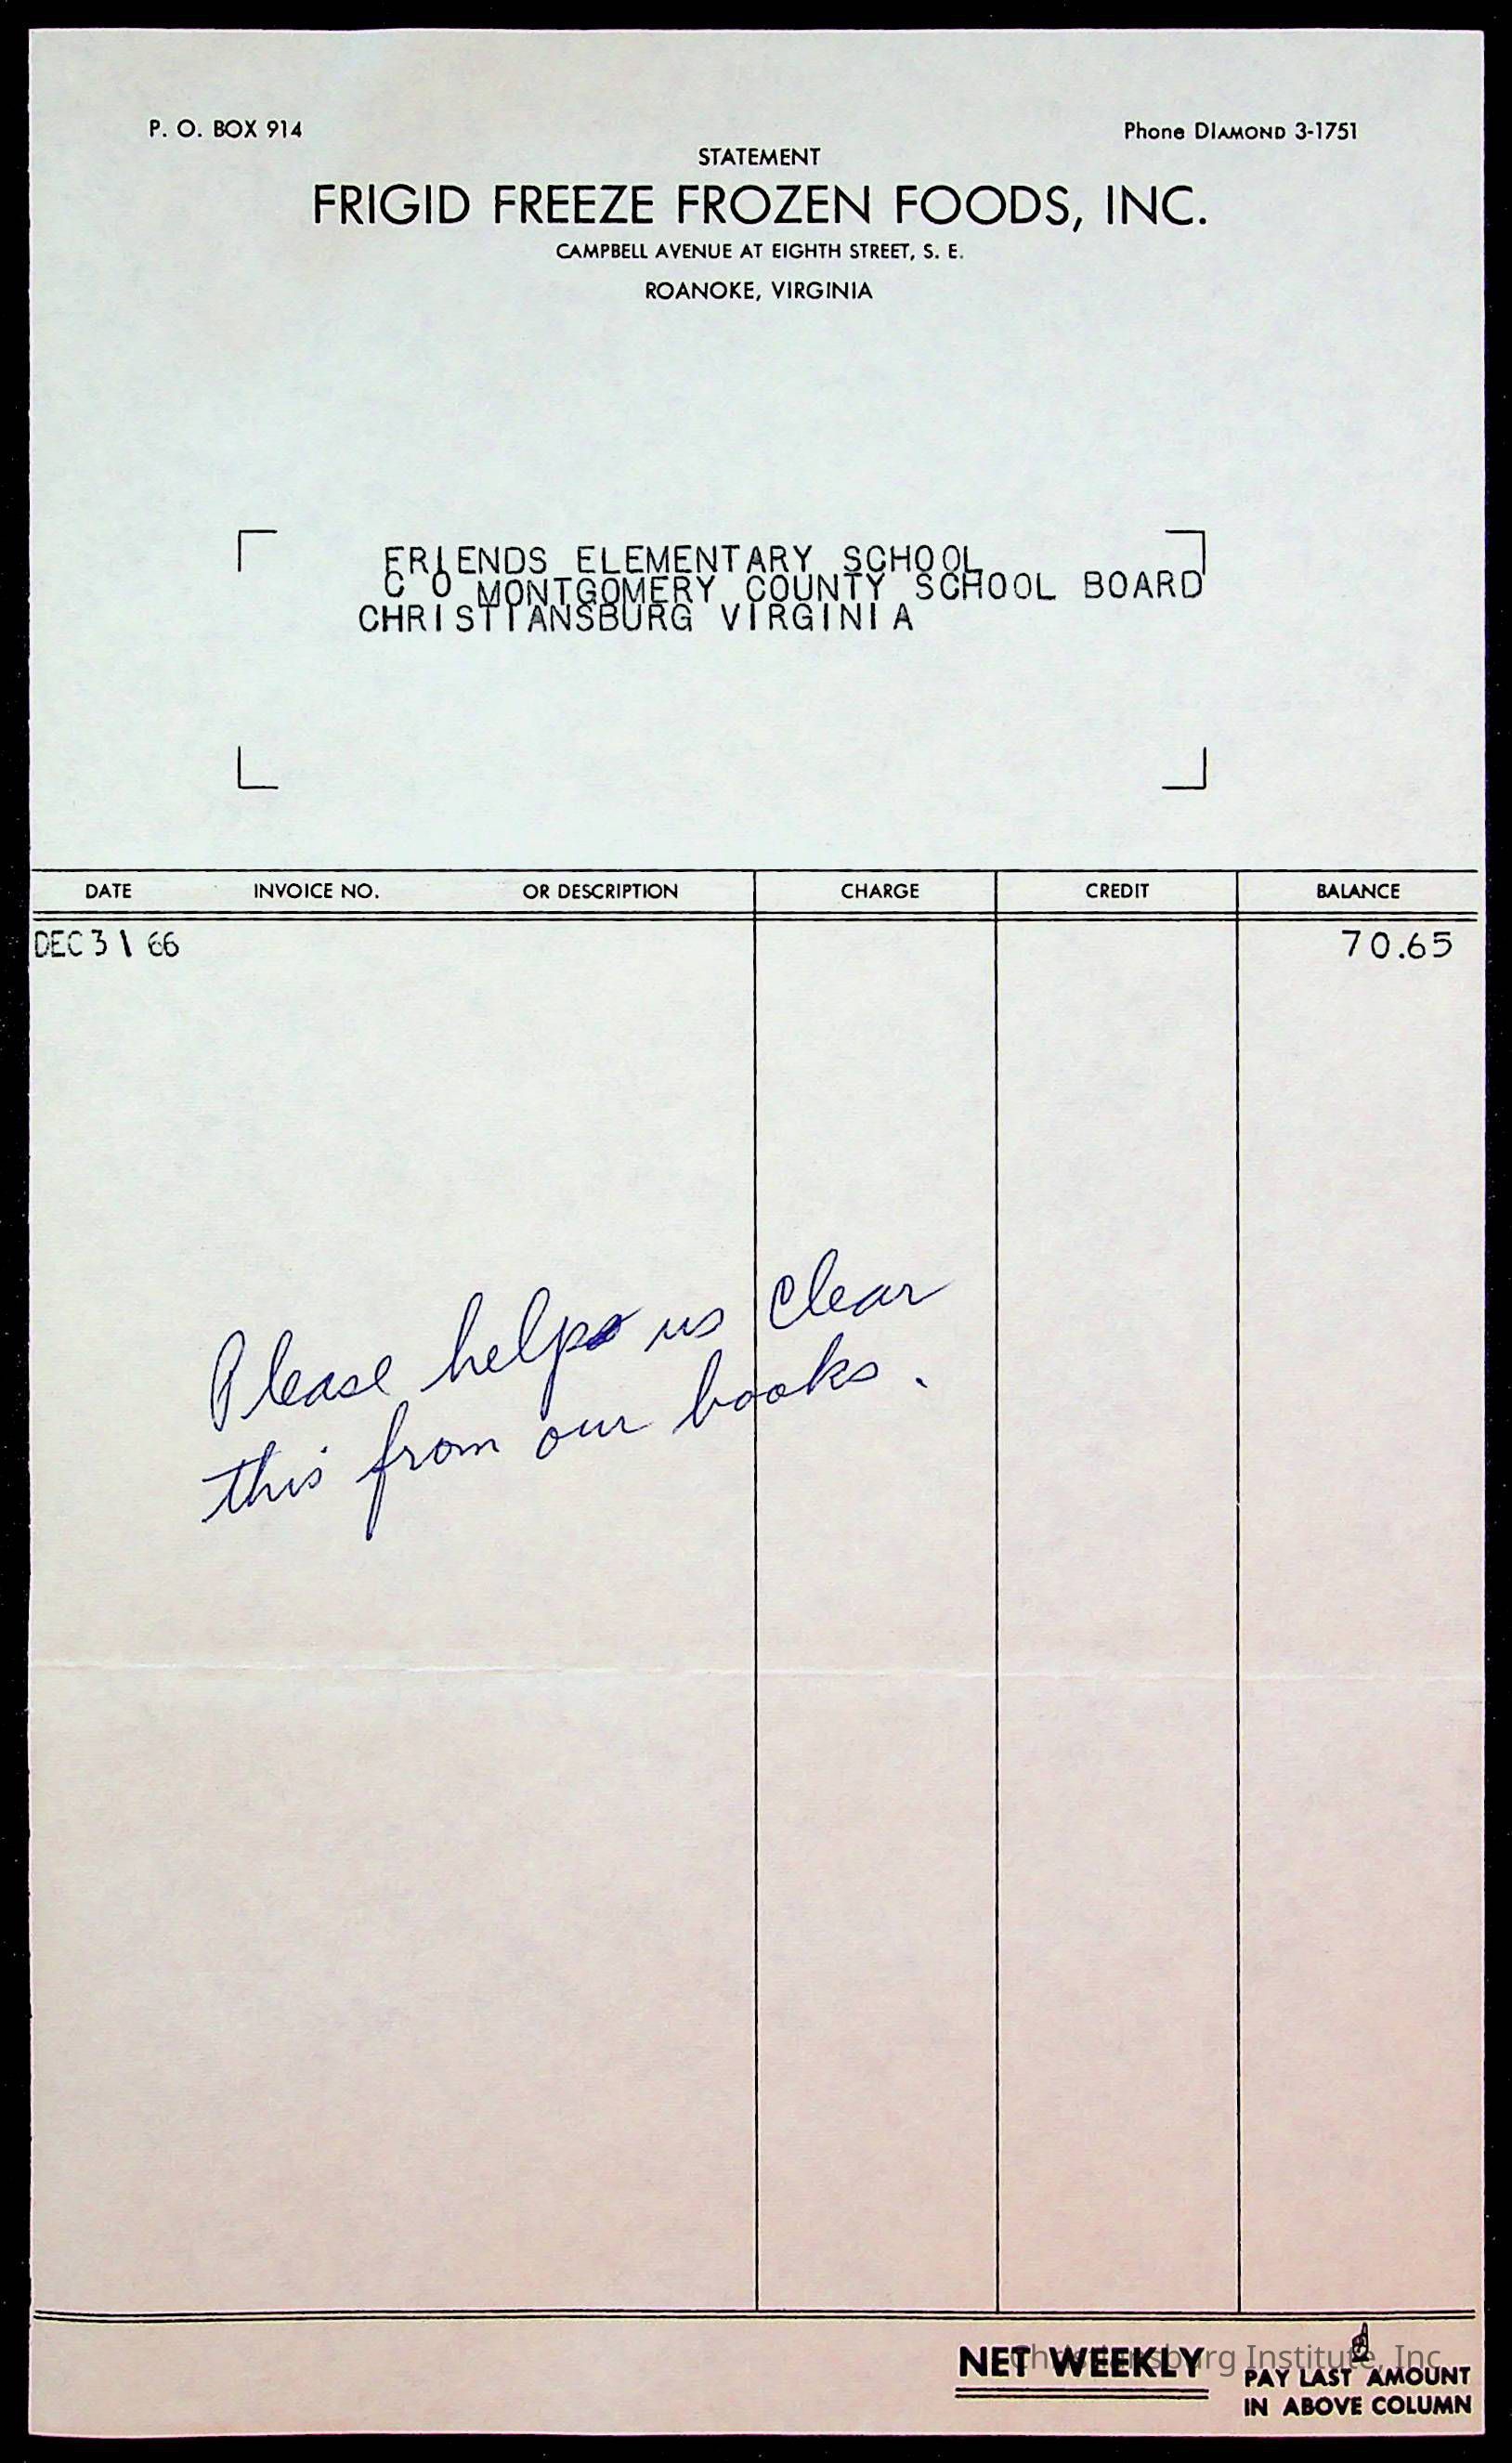 P. O. BOX 914
Phone DIAMOND 3-1751
STATEMENT
FRIGID FREEZE FROZEN FOODS, INC.
CAMPBELL AVENUE AT EIGHTH STREET, S. E.
ROANOKE, VIRGINIA
FRIENDS ELEMENTARY SCHOOL
C O MONTGOMERY COUNTY SCHOOL BOARD
CHRISTIANSBURG VIRGINIA
DATE INVOICE NO. OR DESCRIPTION CHARGE CREDIT BALANCE
DEC 31 66 70.65
Please help us clear
this from our books.
Christiansburg Institute, Inc
NET WEEKLY
PAY LAST AMOUNT
IN ABOVE COLUMN